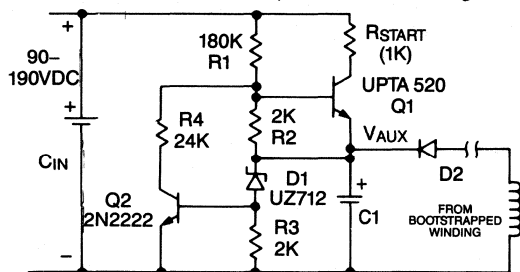 +
90–
190VDC
+
CIN
–
180K
R1
RSTART
(1K)
UPTA 520
Q1
R4
24K
2K
R2
VAUX
D2
D1
UZ712
+
C1
Q2
2N2222
R3
2K
FROM
BOOTSTRAPPED
WINDING